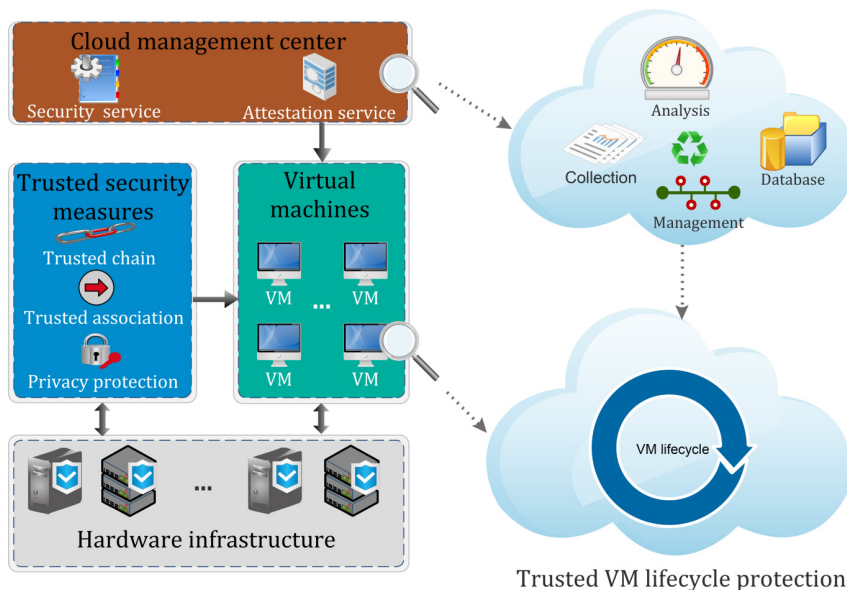 Cloud management center
Security service
Attestation service
Analysis
Collection
Database
Management
Trusted security
measures
Trusted chain
Trusted association
Privacy protection
Virtual
machines
VM
...
VM
VM
VM
VM lifecycle
...
Hardware infrastructure
Trusted VM lifecycle protection